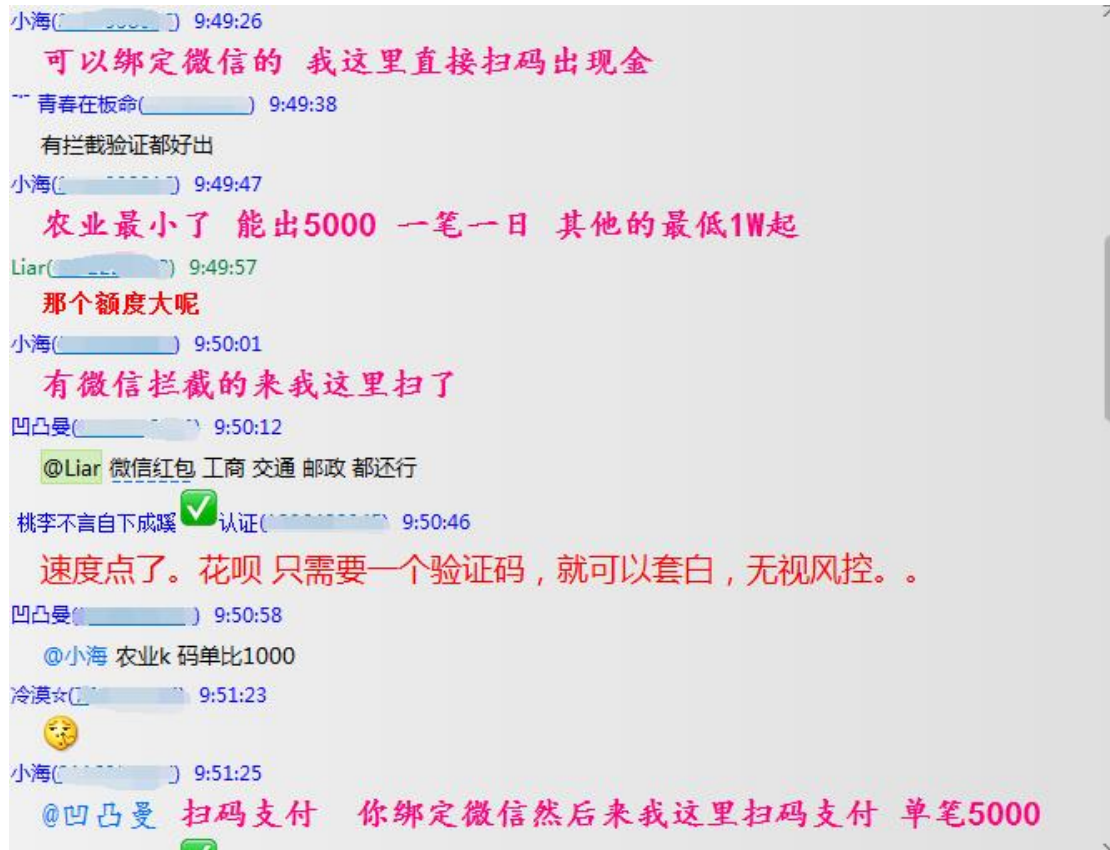 小海( ) 9:49:26
可以绑定微信的 我这里直接扫码出现金
青春在板命( ) 9:49:38
有拦截验证都好出
小海( ) 9:49:47
农业最小了 能出5000 一笔一日 其他的最低1W起
Liar( ) 9:49:57
那个额度大呢
小海( ) 9:50:01
有微信拦截的来我这里扫了
凹凸曼( ) 9:50:12
@Liar 微信红包 工商 交通 邮政 都还行
桃李不言自下成蹊✅认证( ) 9:50:46
速度点了。花呗 只需要一个验证码，就可以套白，无视风控。。
凹凸曼( ) 9:50:58
@小海 农业k 码单比1000
冷漠☆( ) 9:51:23
小海( ) 9:51:25
@凹凸曼 扫码支付 你绑定微信然后来我这里扫码支付 单笔5000